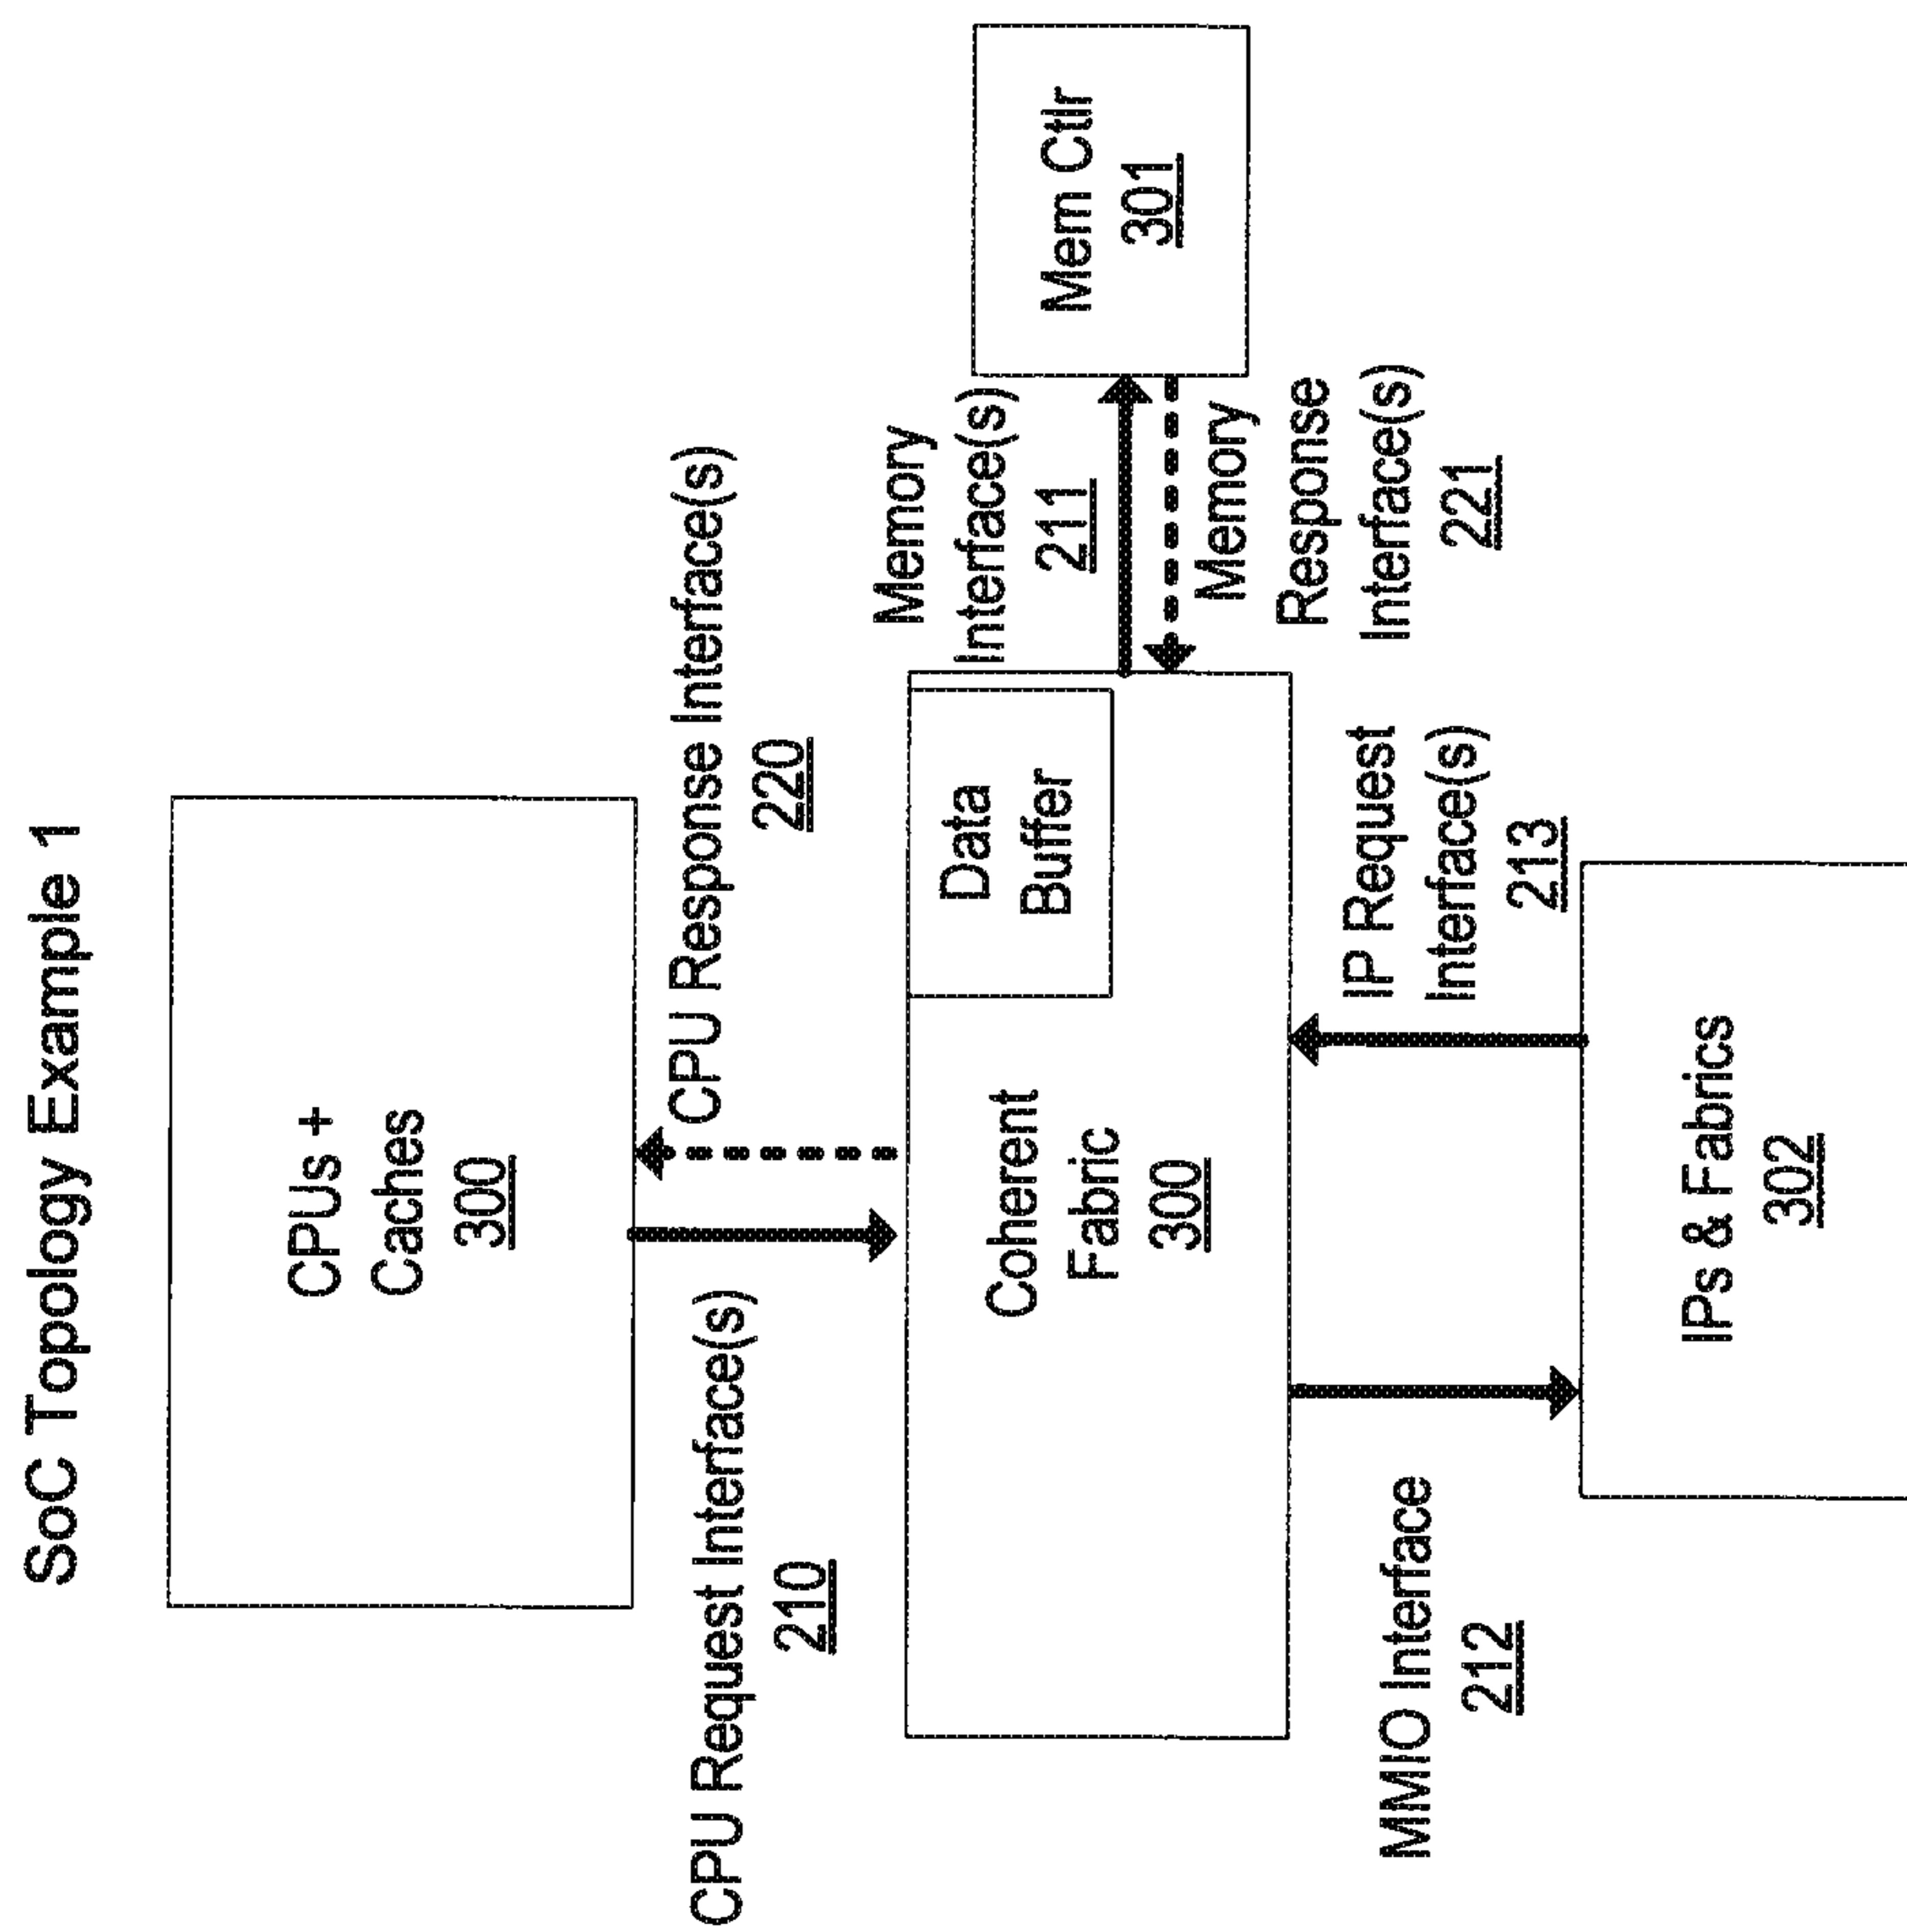 SoC Topology Example 1
CPUs +
Caches
300
CPU Request Interface(s)
210
CPU Response Interface(s)
220
Coherent
Fabric
300
Data
Buffer
Memory
Interface(s)
211
Memory
Response
Interface(s)
221
Mem Ctlr
301
MMIO Interface
212
IP Request
Interface(s)
213
IPs & Fabrics
302